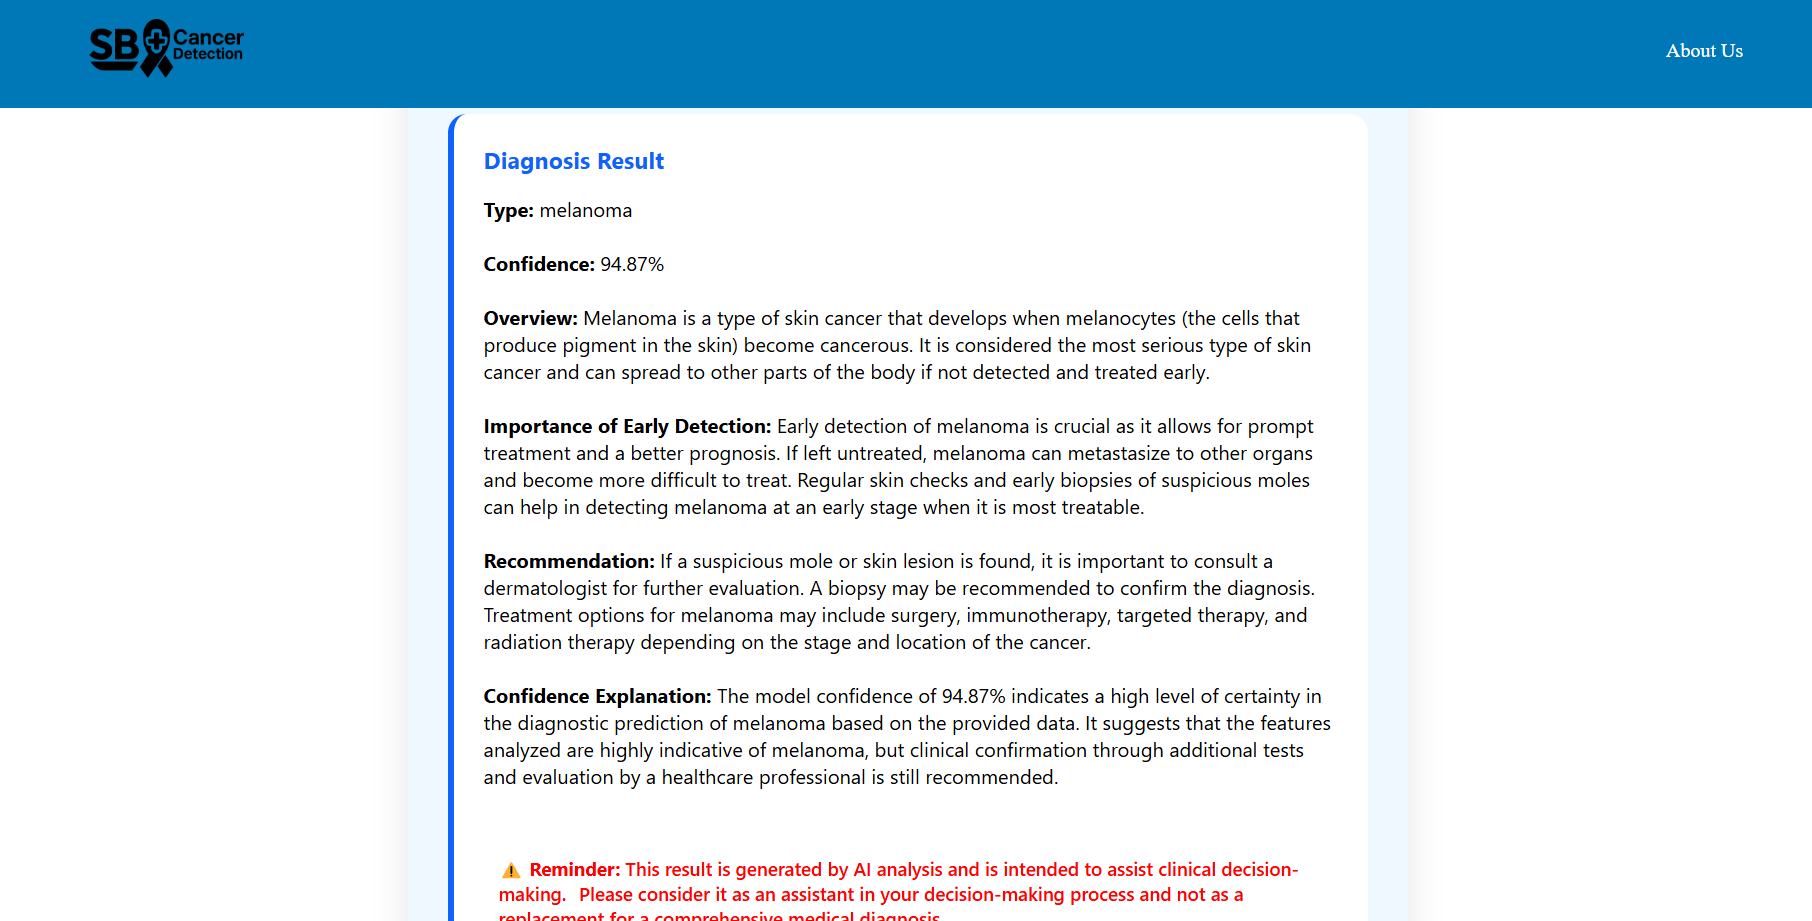 SB Cancer
Detection
About Us
Diagnosis Result
Type: melanoma
Confidence: 94.87%
Overview: Melanoma is a type of skin cancer that develops when melanocytes (the cells that
produce pigment in the skin) become cancerous. It is considered the most serious type of skin
cancer and can spread to other parts of the body if not detected and treated early.
Importance of Early Detection: Early detection of melanoma is crucial as it allows for prompt
treatment and a better prognosis. If left untreated, melanoma can metastasize to other organs
and become more difficult to treat. Regular skin checks and early biopsies of suspicious moles
can help in detecting melanoma at an early stage when it is most treatable.
Recommendation: If a suspicious mole or skin lesion is found, it is important to consult a
dermatologist for further evaluation. A biopsy may be recommended to confirm the diagnosis.
Treatment options for melanoma may include surgery, immunotherapy, targeted therapy, and
radiation therapy depending on the stage and location of the cancer.
Confidence Explanation: The model confidence of 94.87% indicates a high level of certainty in
the diagnostic prediction of melanoma based on the provided data. It suggests that the features
analyzed are highly indicative of melanoma, but clinical confirmation through additional tests
and evaluation by a healthcare professional is still recommended.
⚠️ Reminder: This result is generated by AI analysis and is intended to assist clinical decision-
making. Please consider it as an assistant in your decision-making process and not as a
replacement for a comprehensive medical diagnosis.